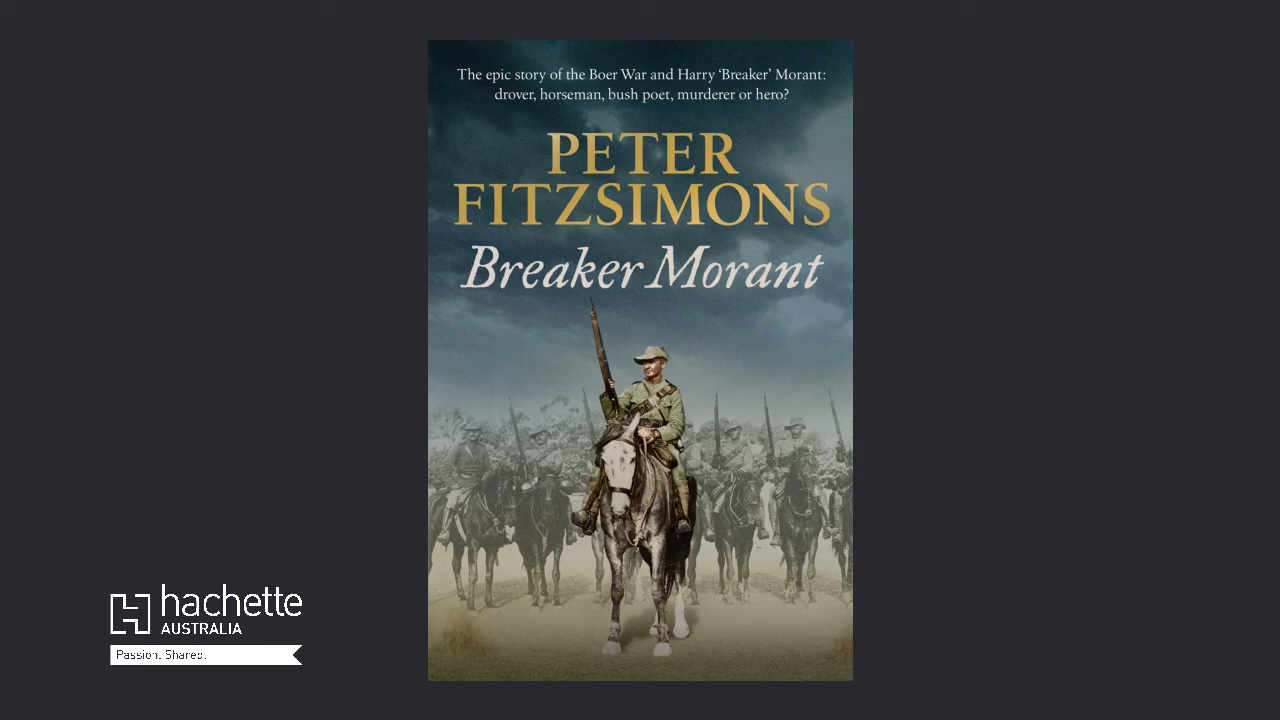 The epic story of the Boer War and Harry ‘Breaker’ Morant:
drover, horseman, bush poet, murderer or hero?
PETER
FITZSIMONS
Breaker Morant
hachette
AUSTRALIA
Passion. Shared.